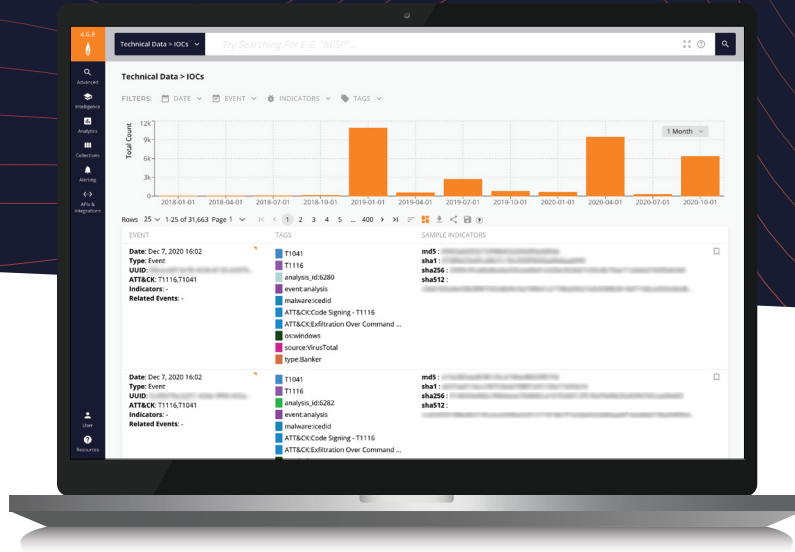 4.6.8
Technical Data > IOCs
Try Searching For E.G. "MISP"...
Advanced
Intelligence
Analytics
Collections
Alerting
APIs &
Integrations
User
Resources
Technical Data > IOCs
FILTERS: DATE EVENT INDICATORS TAGS
1 Month
Total Count
12k
9k
6k
3k
0
2018-01-01 2018-04-01 2018-07-01 2018-10-01 2019-01-01 2019-04-01 2019-07-01 2019-10-01 2020-01-01 2020-04-01 2020-07-01 2020-10-01
Rows 25 1-25 of 31,663 Page 1 1 2 3 4 5 ... 400
EVENT TAGS SAMPLE INDICATORS
Date: Dec 7, 2020 16:02
Type: Event
UUID:
ATT&CK: T1116,T1041
Indicators: -
Related Events: -
T1041
T1116
analysis_id:6280
event:analysis
malware:icedid
ATT&CK:Code Signing - T1116
ATT&CK:Exfiltration Over Command ...
os:windows
source:VirusTotal
type:Banker
md5 :
sha1 :
sha256 :
sha512 :
Date: Dec 7, 2020 16:02
Type: Event
UUID:
ATT&CK: T1116,T1041
Indicators: -
Related Events: -
T1041
T1116
analysis_id:6282
event:analysis
malware:icedid
ATT&CK:Code Signing - T1116
ATT&CK:Exfiltration Over Command ...
md5 :
sha1 :
sha256 :
sha512 :